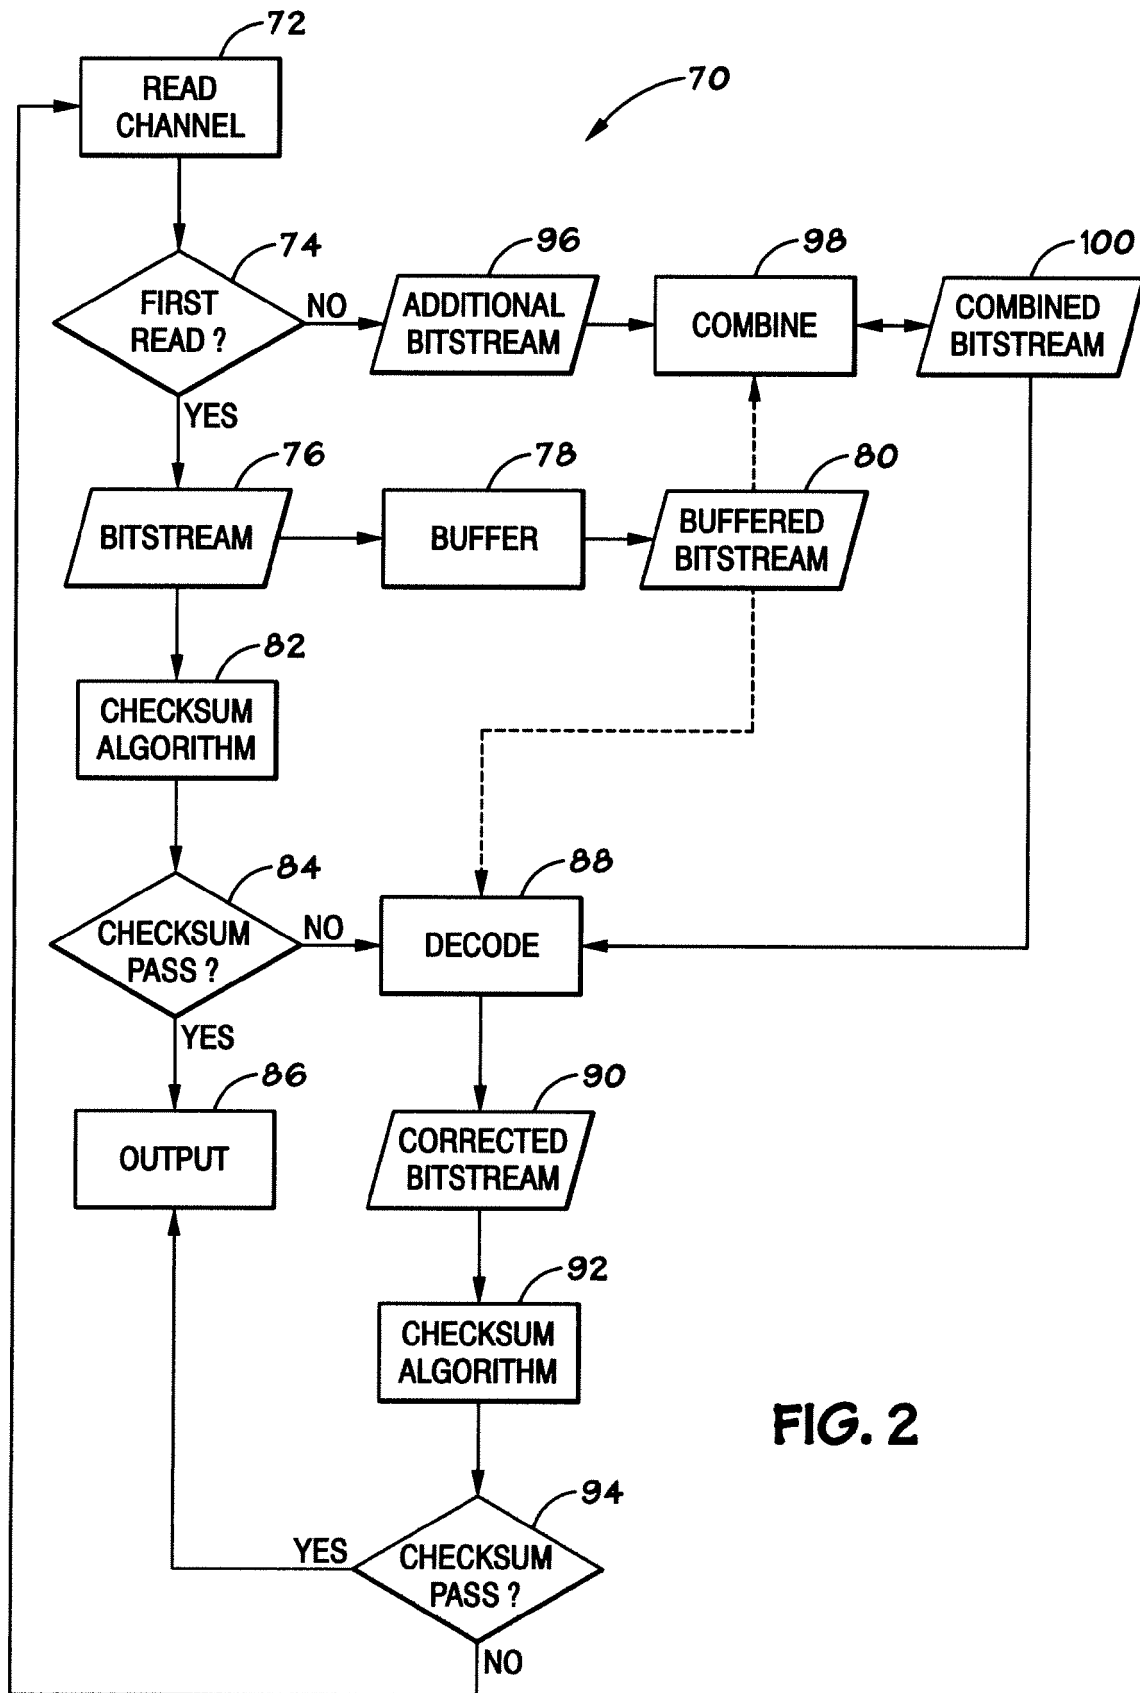 72
READ
CHANNEL
70
74
FIRST
READ ?
NO
YES
96
ADDITIONAL
BITSTREAM
98
COMBINE
100
COMBINED
BITSTREAM
76
BITSTREAM
78
BUFFER
80
BUFFERED
BITSTREAM
82
CHECKSUM
ALGORITHM
84
CHECKSUM
PASS ?
NO
YES
88
DECODE
86
OUTPUT
90
CORRECTED
BITSTREAM
92
CHECKSUM
ALGORITHM
94
CHECKSUM
PASS ?
YES
NO
FIG. 2